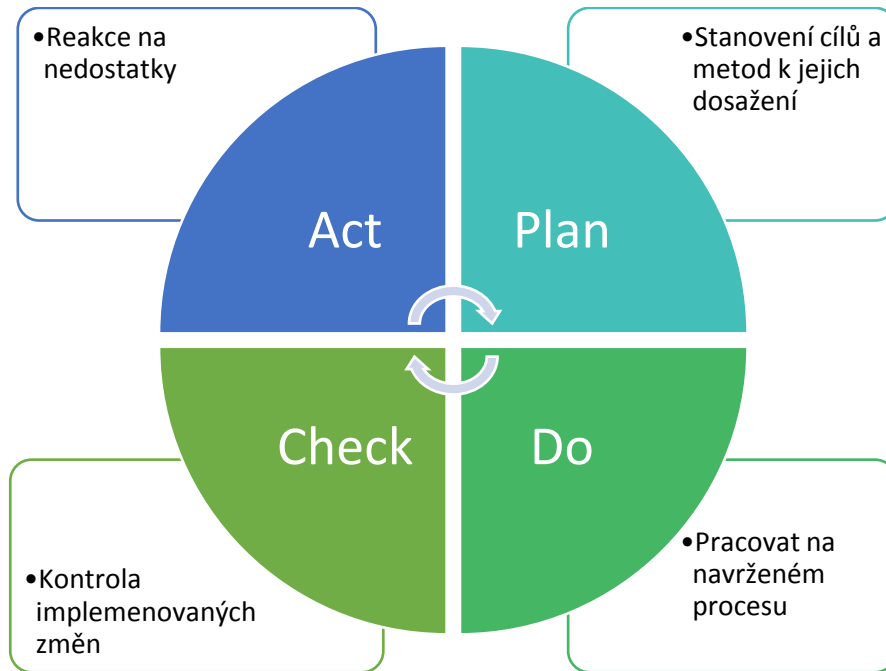 •Reakce na
nedostatky
•Stanovení cílů a
metod k jejich
dosažení
Act
Plan
Check
Do
•Kontrola
implemenovaných
změn
•Pracovat na
navrženém
procesu